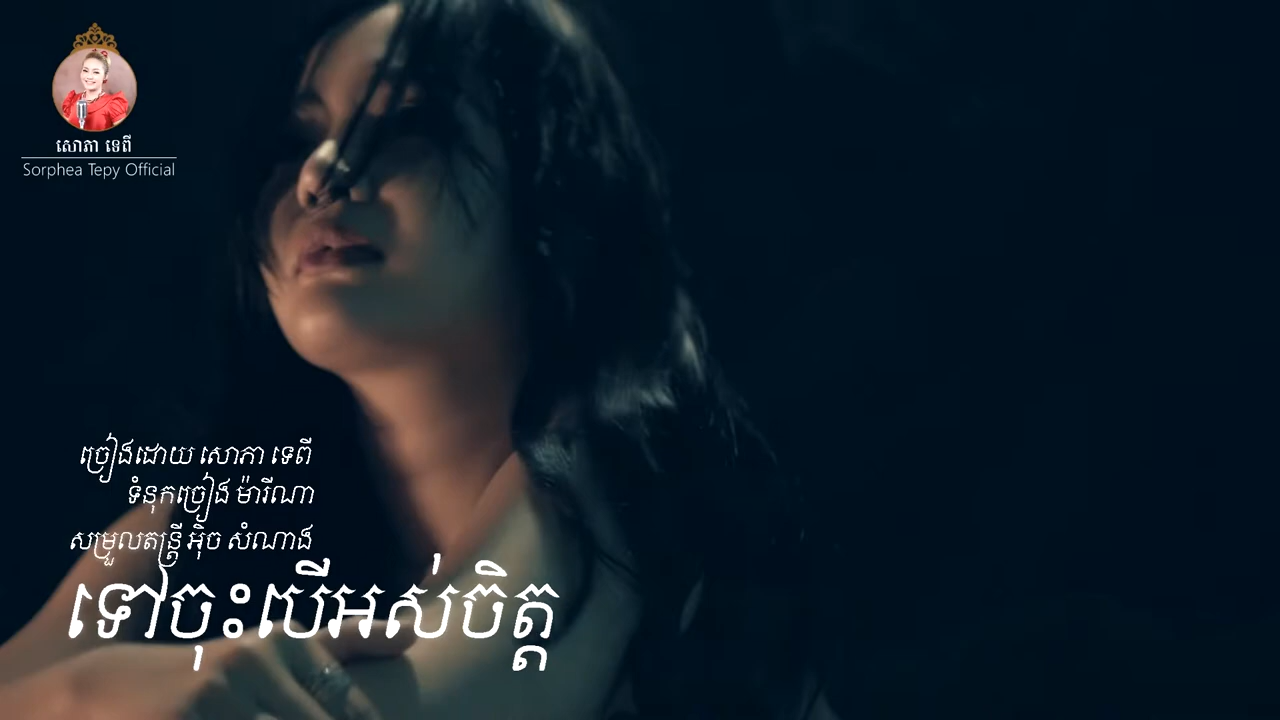 សោភា ទេពី
Sorphea Tepy Official
ច្រៀងដោយ សោភា ទេពី
ទំនុកច្រៀង ម៉ារីណា
សម្រួលតន្ត្រី អ៊ិច សំណាង
ទៅចុះបើអស់ចិត្ត